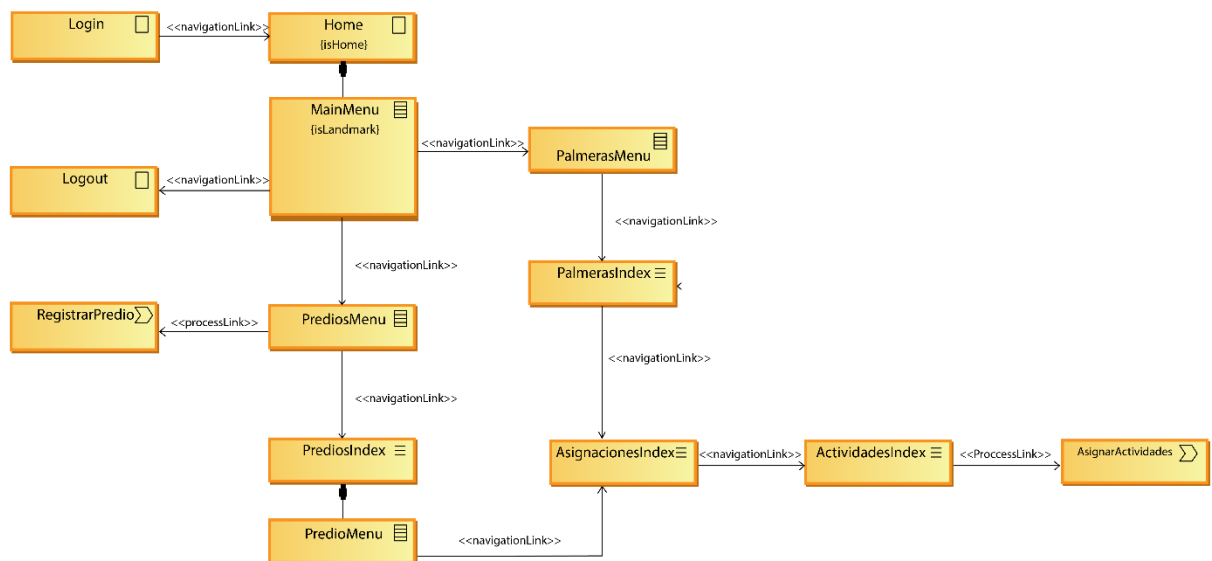 Login
<<navigationLink>>
Home
{isHome}
MainMenu
{isLandmark}
<<navigationLink>>
PalmerasMenu
Logout
<<navigationLink>>
<<navigationLink>>
<<navigationLink>>
PalmerasIndex
RegistrarPredio
<<processLink>>
PrediosMenu
<<navigationLink>>
<<navigationLink>>
PrediosIndex
AsignacionesIndex
<<navigationLink>>
ActividadesIndex
<<ProccessLink>>
AsignarActividades
PredioMenu
<<navigationLink>>